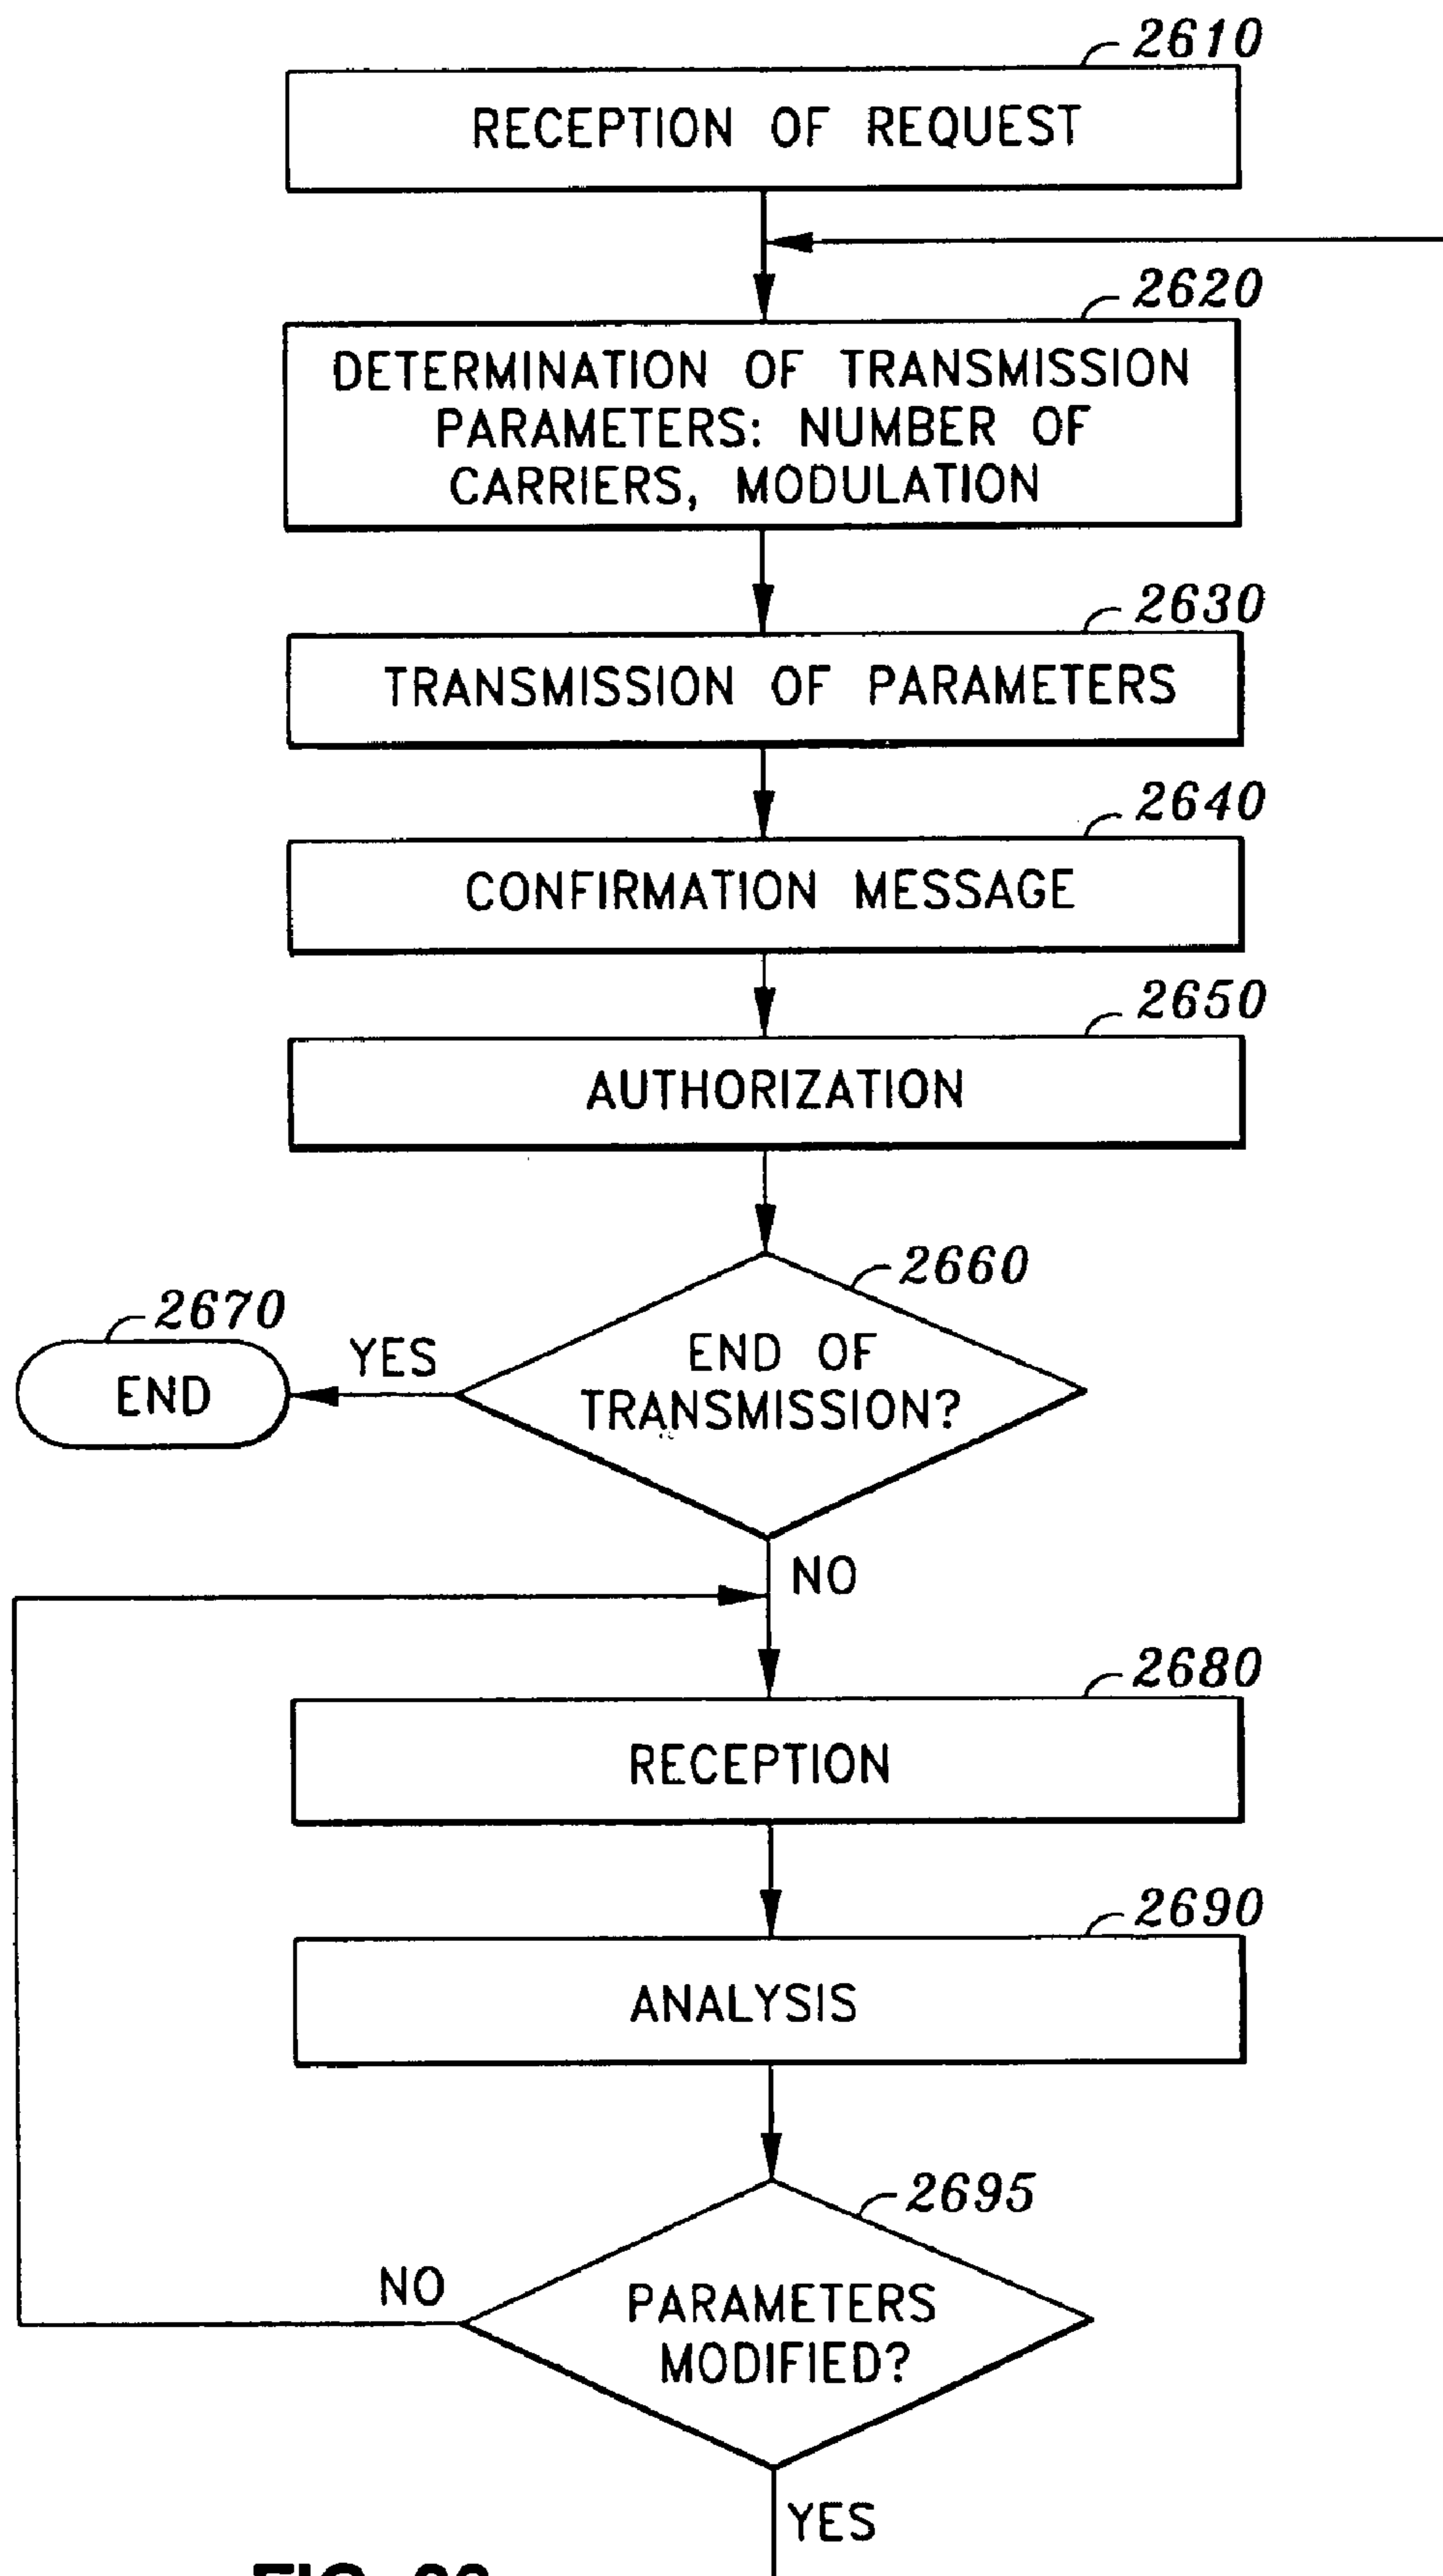 2610
RECEPTION OF REQUEST
2620
DETERMINATION OF TRANSMISSION
PARAMETERS: NUMBER OF
CARRIERS, MODULATION
2630
TRANSMISSION OF PARAMETERS
2640
CONFIRMATION MESSAGE
2650
AUTHORIZATION
2660
2670
YES
END OF
TRANSMISSION?
END
NO
2680
RECEPTION
2690
ANALYSIS
2695
NO
PARAMETERS
MODIFIED?
YES